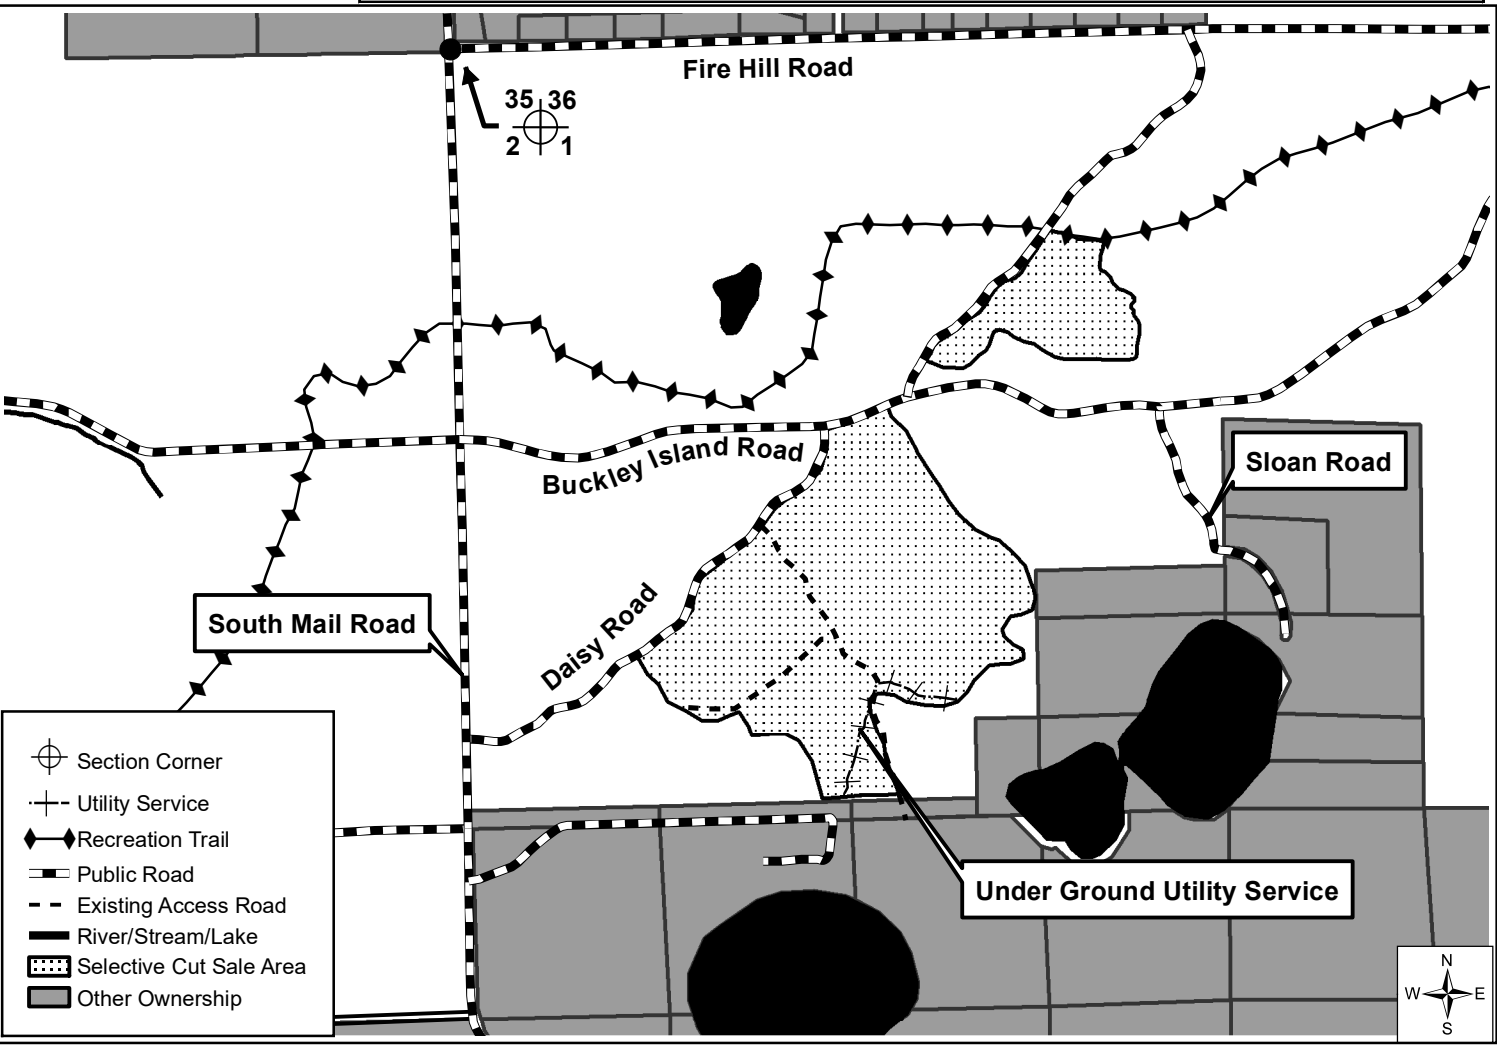 Fire Hill Road
35 36
2 1
Buckley Island Road
Sloan Road
South Mail Road
Daisy Road
Section Corner
Utility Service
Recreation Trail
Public Road
Existing Access Road
River/Stream/Lake
Selective Cut Sale Area
Other Ownership
Under Ground Utility Service
N
W E
S